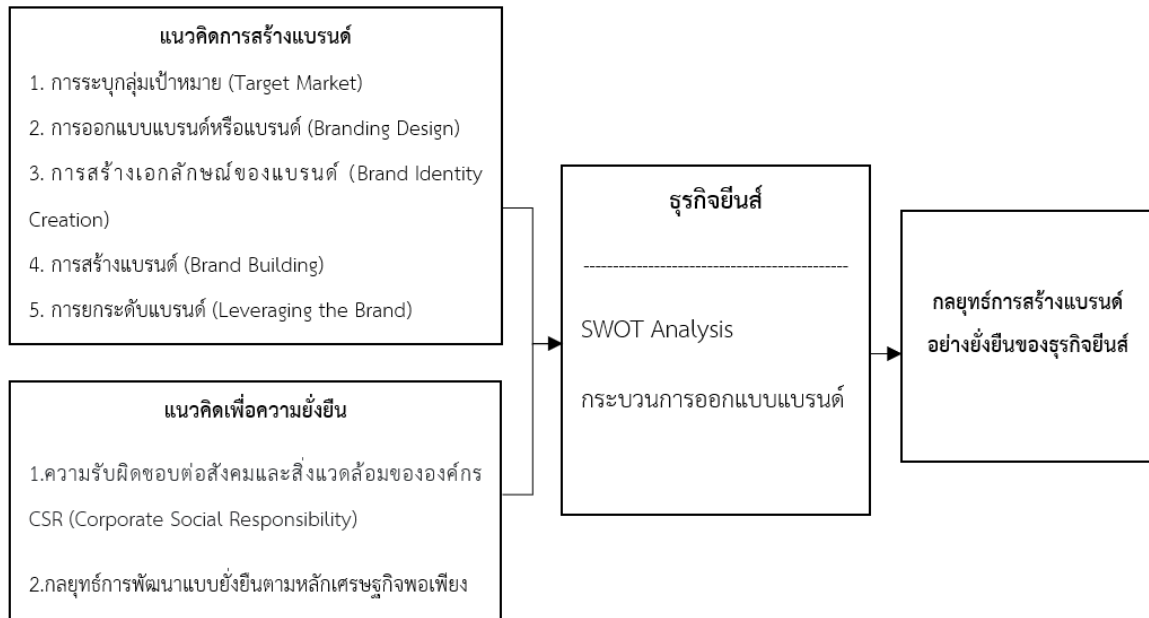 แนวคิดการสร้างแบรนด์
1. การระบุกลุ่มเป้าหมาย (Target Market)
2. การออกแบบแบรนด์หรือแบรนด์ (Branding Design)
3. การสร้างเอกลักษณ์ของแบรนด์ (Brand Identity
Creation)
4. การสร้างแบรนด์ (Brand Building)
5. การยกระดับแบรนด์ (Leveraging the Brand)
แนวคิดเพื่อความยั่งยืน
1.ความรับผิดชอบต่อสังคมและสิ่งแวดล้อมขององค์กร
CSR (Corporate Social Responsibility)
2.กลยุทธ์การพัฒนาแบบยั่งยืนตามหลักเศรษฐกิจพอเพียง
ธุรกิจยีนส์
---------------------------------------------
SWOT Analysis
กระบวนการออกแบบแบรนด์
กลยุทธ์การสร้างแบรนด์
อย่างยั่งยืนของธุรกิจยีนส์